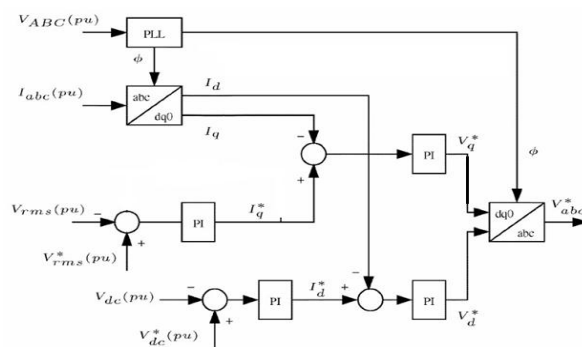 V_ABC(pu)
PLL
ϕ
I_abc(pu)
abc
dq0
I_d
I_q
−
+
PI
V_q^*
ϕ
V_rms(pu)
−
+
V_rms^*(pu)
PI
I_q^*
dq0
abc
V_abc^*
V_dc(pu)
−
+
V_dc^*(pu)
PI
I_d^*
−
+
PI
V_d^*